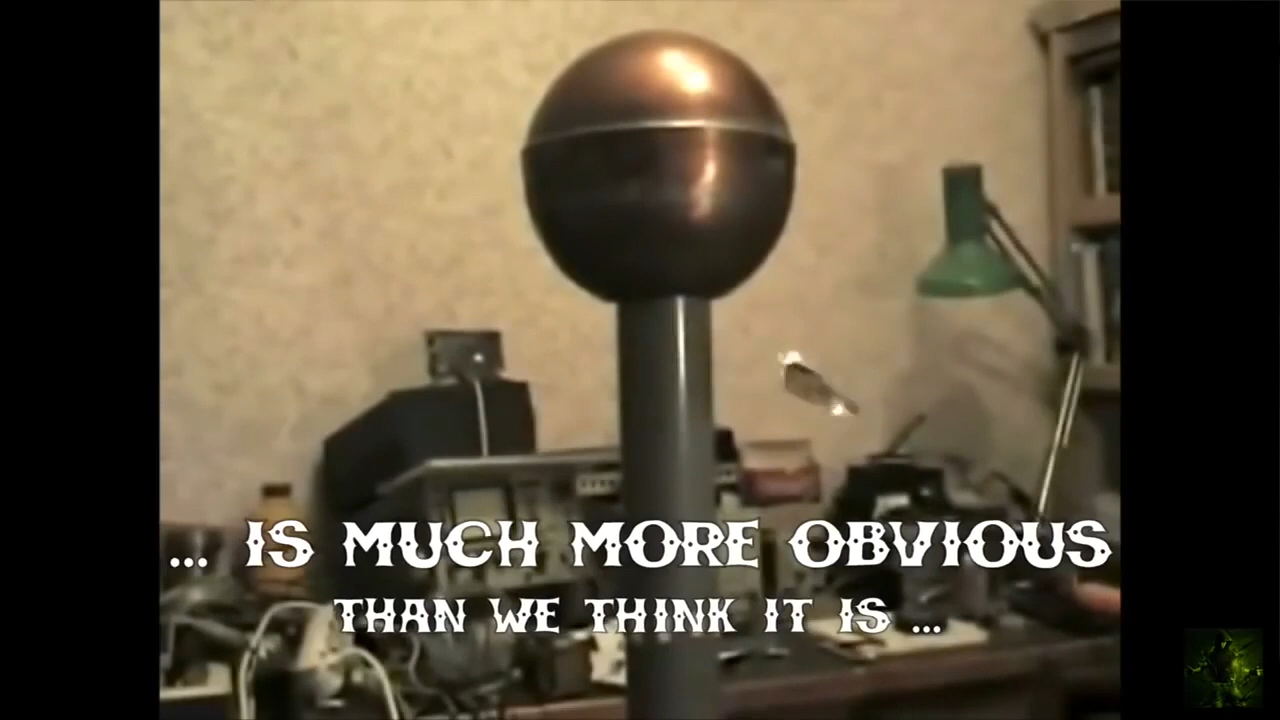 ... IS MUCH MORE OBVIOUS
THAN WE THINK IT IS ...